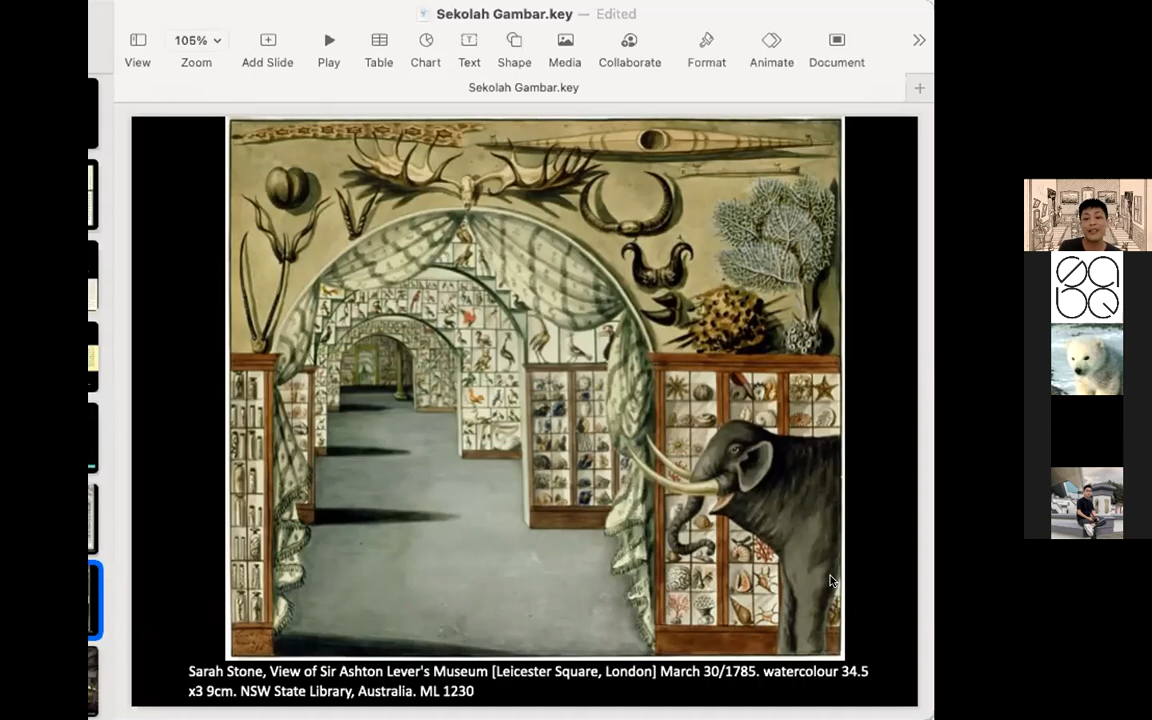 Sekolah Gambar.key — Edited
105%
View Zoom Add Slide Play Table Chart Text Shape Media Collaborate Format Animate Document
Sekolah Gambar.key
Sarah Stone, View of Sir Ashton Lever's Museum [Leicester Square, London] March 30/1785. watercolour 34.5
x3 9cm. NSW State Library, Australia. ML 1230